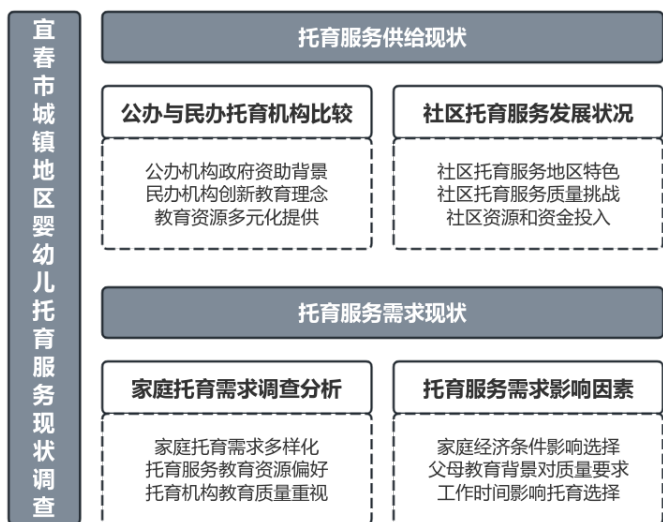 宜春市城镇地区婴幼儿托育服务现状调查
托育服务供给现状
公办与民办托育机构比较
公办机构政府资助背景
民办机构创新教育理念
教育资源多元化提供
社区托育服务发展状况
社区托育服务地区特色
社区托育服务质量挑战
社区资源和资金投入
托育服务需求现状
家庭托育需求调查分析
家庭托育需求多样化
托育服务教育资源偏好
托育机构教育质量重视
托育服务需求影响因素
家庭经济条件影响选择
父母教育背景对质量要求
工作时间影响托育选择